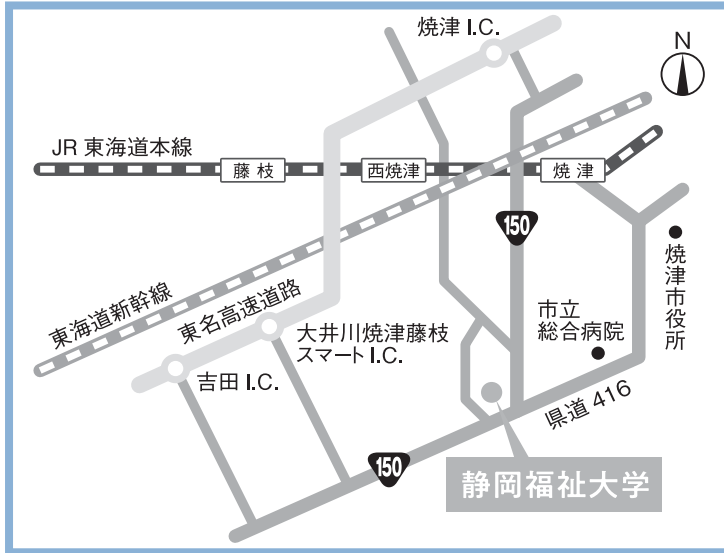 焼津 I.C.
N
JR 東海道本線
藤枝
西焼津
焼津
150
焼津市役所
東海道新幹線
東名高速道路
大井川焼津藤枝
スマート I.C.
市立
総合病院
吉田 I.C.
県道 416
150
静岡福祉大学